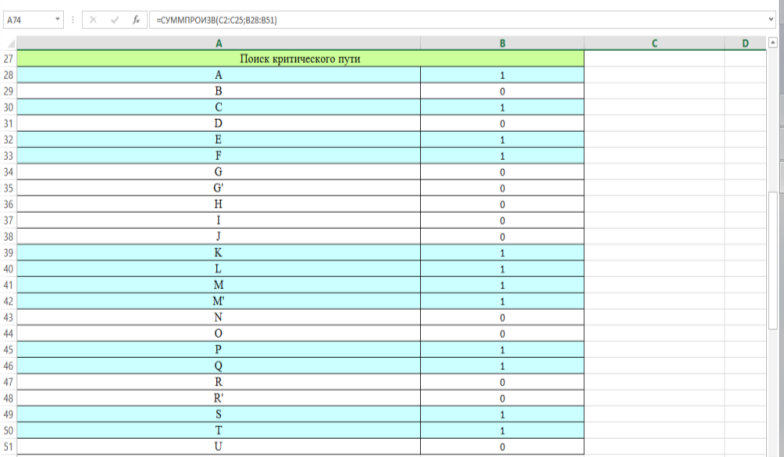 A74 fx =СУММПРОИЗВ(C2:C25;B28:B51)
A B C D
27 Поиск критического пути
28 A 1
29 B 0
30 C 1
31 D 0
32 E 1
33 F 1
34 G 0
35 G' 0
36 H 0
37 I 0
38 J 0
39 K 1
40 L 1
41 M 1
42 M' 1
43 N 0
44 O 0
45 P 1
46 Q 1
47 R 0
48 R' 0
49 S 1
50 T 1
51 U 0